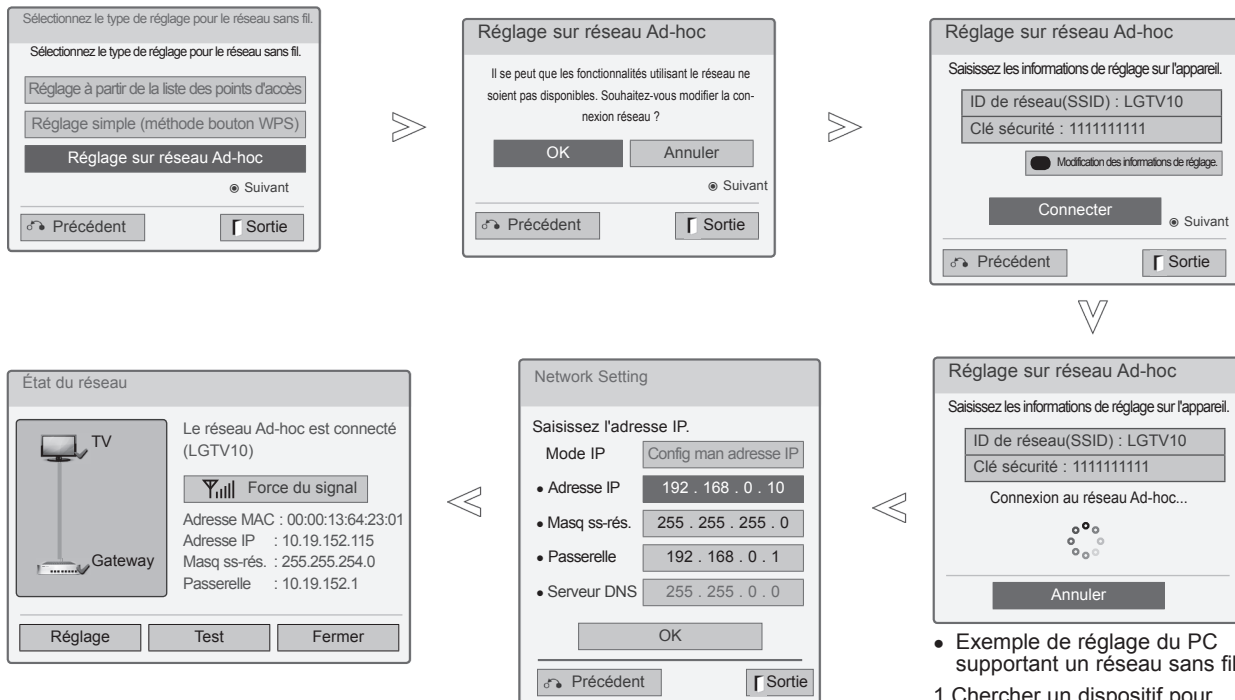 Sélectionnez le type de réglage pour le réseau sans fil.
Sélectionnez le type de réglage pour le réseau sans fil.
Réglage à partir de la liste des points d'accès
Réglage simple (méthode bouton WPS)
Réglage sur réseau Ad-hoc
Suivant
Précédent
Sortie
Réglage sur réseau Ad-hoc
Il se peut que les fonctionnalités utilisant le réseau ne
soient pas disponibles. Souhaitez-vous modifier la con-
nexion réseau ?
OK
Annuler
Suivant
Précédent
Sortie
Réglage sur réseau Ad-hoc
Saisissez les informations de réglage sur l'appareil.
ID de réseau(SSID) : LGTV10
Clé sécurité : 1111111111
Modification des informations de réglage.
Connecter
Suivant
Précédent
Sortie
Réglage sur réseau Ad-hoc
Saisissez les informations de réglage sur l'appareil.
ID de réseau(SSID) : LGTV10
Clé sécurité : 1111111111
Connexion au réseau Ad-hoc...
Annuler
Network Setting
Saisissez l'adresse IP.
Mode IP Config man adresse IP
• Adresse IP 192 . 168 . 0 . 10
• Masq ss-rés. 255 . 255 . 255 . 0
• Passerelle 192 . 168 . 0 . 1
• Serveur DNS 255 . 255 . 0 . 0
OK
Précédent
Sortie
État du réseau
TV
Gateway
Le réseau Ad-hoc est connecté
(LGTV10)
Force du signal
Adresse MAC : 00:00:13:64:23:01
Adresse IP : 10.19.152.115
Masq ss-rés. : 255.255.254.0
Passerelle : 10.19.152.1
Réglage
Test
Fermer
• Exemple de réglage du PC
supportant un réseau sans fil
1.Chercher un dispositif pour